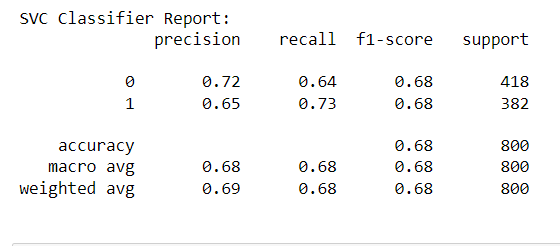 SVC Classifier Report:
precision recall f1-score support
0 0.72 0.64 0.68 418
1 0.65 0.73 0.68 382
accuracy 0.68 800
macro avg 0.68 0.68 0.68 800
weighted avg 0.69 0.68 0.68 800